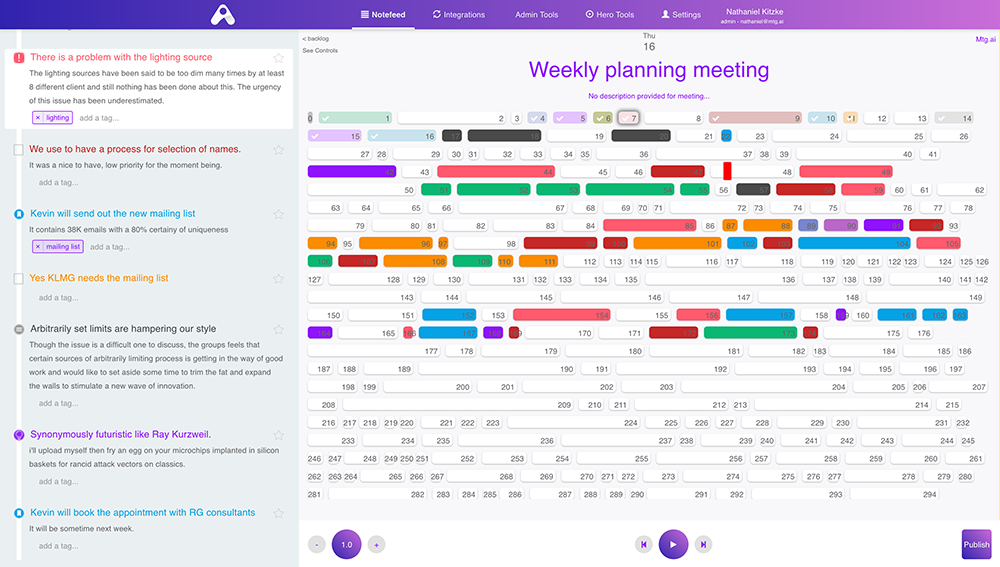 Notefeed
Integrations
Admin Tools
Hero Tools
Settings
Nathaniel Kitzke
admin - nathaniel@mtg.ai
There is a problem with the lighting source
The lighting sources have been said to be too dim many times by at least
8 different client and still nothing has been done about this. The urgency
of this issue has been underestimated.
× lighting add a tag...
We use to have a process for selection of names.
It was a nice to have, low priority for the moment being.
add a tag...
Kevin will send out the new mailing list
It contains 38K emails with a 80% certainy of uniqueness
× mailing list add a tag...
Yes KLMG needs the mailing list
add a tag...
Arbitrarily set limits are hampering our style
Though the issue is a difficult one to discuss, the groups feels that
certain sources of arbitrarily limiting process is getting in the way of good
work and would like to set aside some time to trim the fat and expand
the walls to stimulate a new wave of innovation.
add a tag...
Synonymously futuristic like Ray Kurzweil.
i'll upload myself then fry an egg on your microchips implanted in silicon
baskets for rancid attack vectors on classics.
add a tag...
Kevin will book the appointment with RG consultants
It will be sometime next week.
add a tag...
< backlog
See Controls
Thu
16
Mtg.ai
Weekly planning meeting
No description provided for meeting...
0 1 2 3 4 5 6 7 8 9 10 12 13 14
15 16 17 18 19 20 21 22 23 24 25 26
27 28 29 30 31 32 33 34 35 36 37 38 39 40 41
43 44 45 46 48 49
50 51 52 53 54 55 56 57 58 59 60 61 62
63 64 65 66 67 68 69 70 71 72 73 74 75 76 77 78
79 80 81 82 83 84 85 86 87 88 89 90 91 92 93
94 95 96 97 98 99 100 101 102 103 104 105
106 107 108 109 110 111 112 113 114 115 116 117 118 119 120 121 122 123 124 125 126
127 128 129 130 131 132 133 134 135 136 137 138 139 140 141 142
143 144 145 146 147 148 149
150 151 152 153 154 155 156 157 158 159 160 161 162 163
164 165 166 167 168 169 170 171 172 173 174 175 176
177 178 179 180 181 182 183 184 185 186
187 188 189 190 191 192 193 194 195 196 197
198 199 200 201 202 203 204 205 206 207
208 209 210 211 212 213 214 215
216 217 218 219 220 221 222 223 224 225 226 227 228 229 230 231 232
233 234 235 236 237 238 239 240 241 242 243 244 245
246 247 248 249 250 251 252 253 254 255 256 257 258 259 260 261
262 263 264 265 266 267 268 269 270 271 272 273 274 275 276 277 278 279 280
281 282 283 284 285 286 287 288 289 290 291 292 293 294
-
1.0
+
Publish